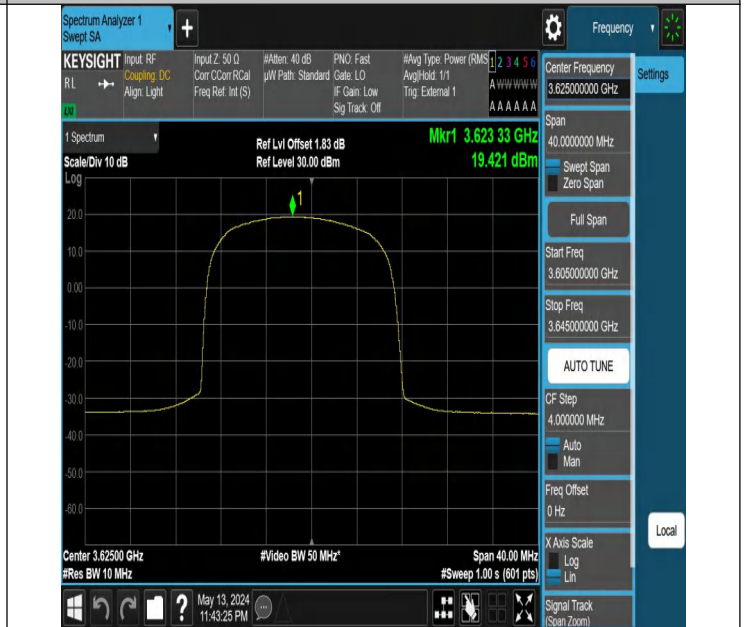 Spectrum Analyzer 1
Swept SA
+
Frequency
KEYSIGHT
RL
Input: RF
Coupling: DC
Align: Light
Input Z: 50 Ω
Corr CCorr RCal
Freq Ref: Int (S)
#Atten: 40 dB
µW Path: Standard
PNO: Fast
Gate: LO
IF Gain: Low
Sig Track: Off
#Avg Type: Power (RMS
Avg|Hold: 1/1
Trig: External 1
1 2 3 4 5 6
A W W W W W
A A A A A A
1 Spectrum
Scale/Div 10 dB
Log
Ref Lvl Offset 1.83 dB
Ref Level 30.00 dBm
Mkr1 3.623 33 GHz
19.421 dBm
1
20.0
10.0
0.00
-10.0
-20.0
-30.0
-40.0
-50.0
-60.0
Center 3.62500 GHz
#Res BW 10 MHz
#Video BW 50 MHz*
Span 40.00 MHz
#Sweep 1.00 s (601 pts)
?
May 13, 2024
11:43:25 PM
Center Frequency
3.625000000 GHz
Settings
Span
40.0000000 MHz
Swept Span
Zero Span
Full Span
Start Freq
3.605000000 GHz
Stop Freq
3.645000000 GHz
AUTO TUNE
CF Step
4.000000 MHz
Auto
Man
Freq Offset
0 Hz
X Axis Scale
Log
Lin
Local
Signal Track
(Span Zoom)